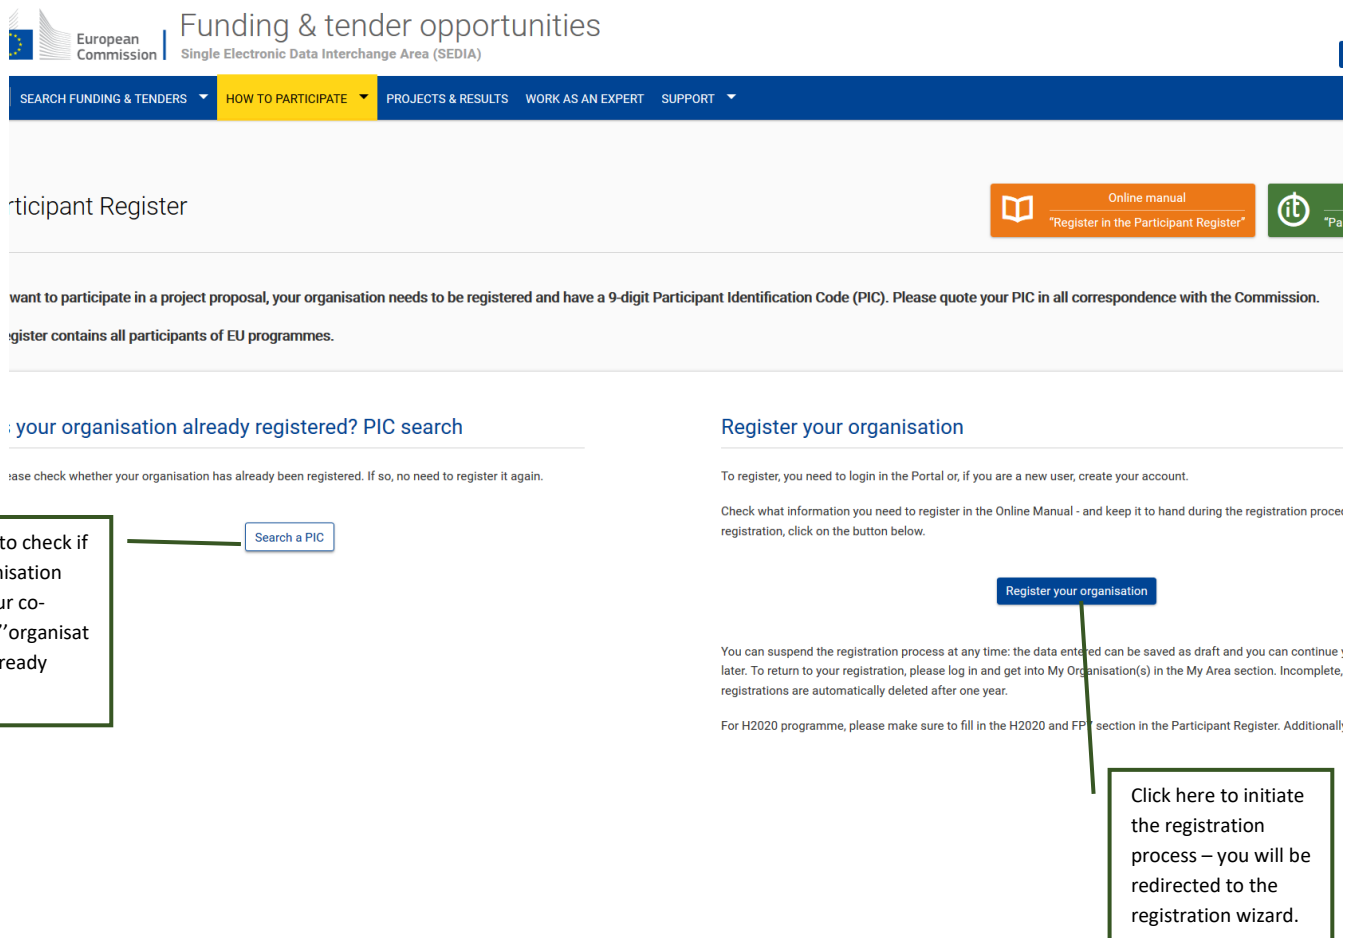 Funding & tender opportunities
European
Commission
Single Electronic Data Interchange Area (SEDIA)
SEARCH FUNDING & TENDERS HOW TO PARTICIPATE PROJECTS & RESULTS WORK AS AN EXPERT SUPPORT
rticipant Register
Online manual
"Register in the Participant Register"
"Pa
want to participate in a project proposal, your organisation needs to be registered and have a 9-digit Participant Identification Code (PIC). Please quote your PIC in all correspondence with the Commission.
egister contains all participants of EU programmes.
your organisation already registered? PIC search
ease check whether your organisation has already been registered. If so, no need to register it again.
Search a PIC
to check if
nisation
ur co-
''organisat
ready
Register your organisation
To register, you need to login in the Portal or, if you are a new user, create your account.
Check what information you need to register in the Online Manual - and keep it to hand during the registration proce
registration, click on the button below.
Register your organisation
You can suspend the registration process at any time: the data entered can be saved as draft and you can continue
later. To return to your registration, please log in and get into My Organisation(s) in the My Area section. Incomplete,
registrations are automatically deleted after one year.
For H2020 programme, please make sure to fill in the H2020 and FP7 section in the Participant Register. Additionall
Click here to initiate
the registration
process – you will be
redirected to the
registration wizard.